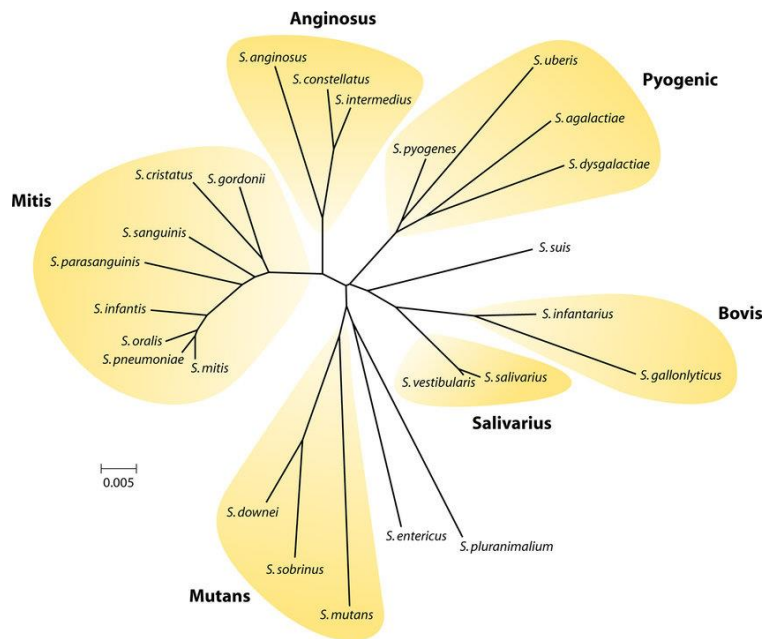 Anginosus
S. anginosus
S. constellatus
S. intermedius
S. uberis
Pyogenic
S. agalactiae
S. pyogenes
S. dysgalactiae
S. cristatus
S. gordonii
Mitis
S. sanguinis
S. parasanguinis
S. infantis
S. oralis
S. pneumoniae
S. mitis
S. suis
Bovis
S. infantarius
S. gallonlyticus
S. vestibularis
S. salivarius
Salivarius
0.005
S. downei
S. sobrinus
S. mutans
Mutans
S. entericus
S. pluranimalium